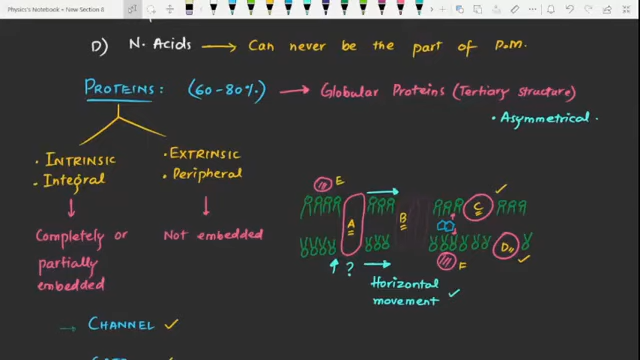 Physics's Notebook » New-Section 8
D) N. Acids → Can never be the part of P.M.
PROTEINS: (60-80%) → Globular Proteins (Tertiary structure)
• Asymmetrical.
• INTRINSIC
• Integral
• EXTRINSIC
• Peripheral
Completely or
partially
embedded
Not embedded
E
A
B
C
D
F
?
Horizontal
movement ✓
→ CHANNEL ✓